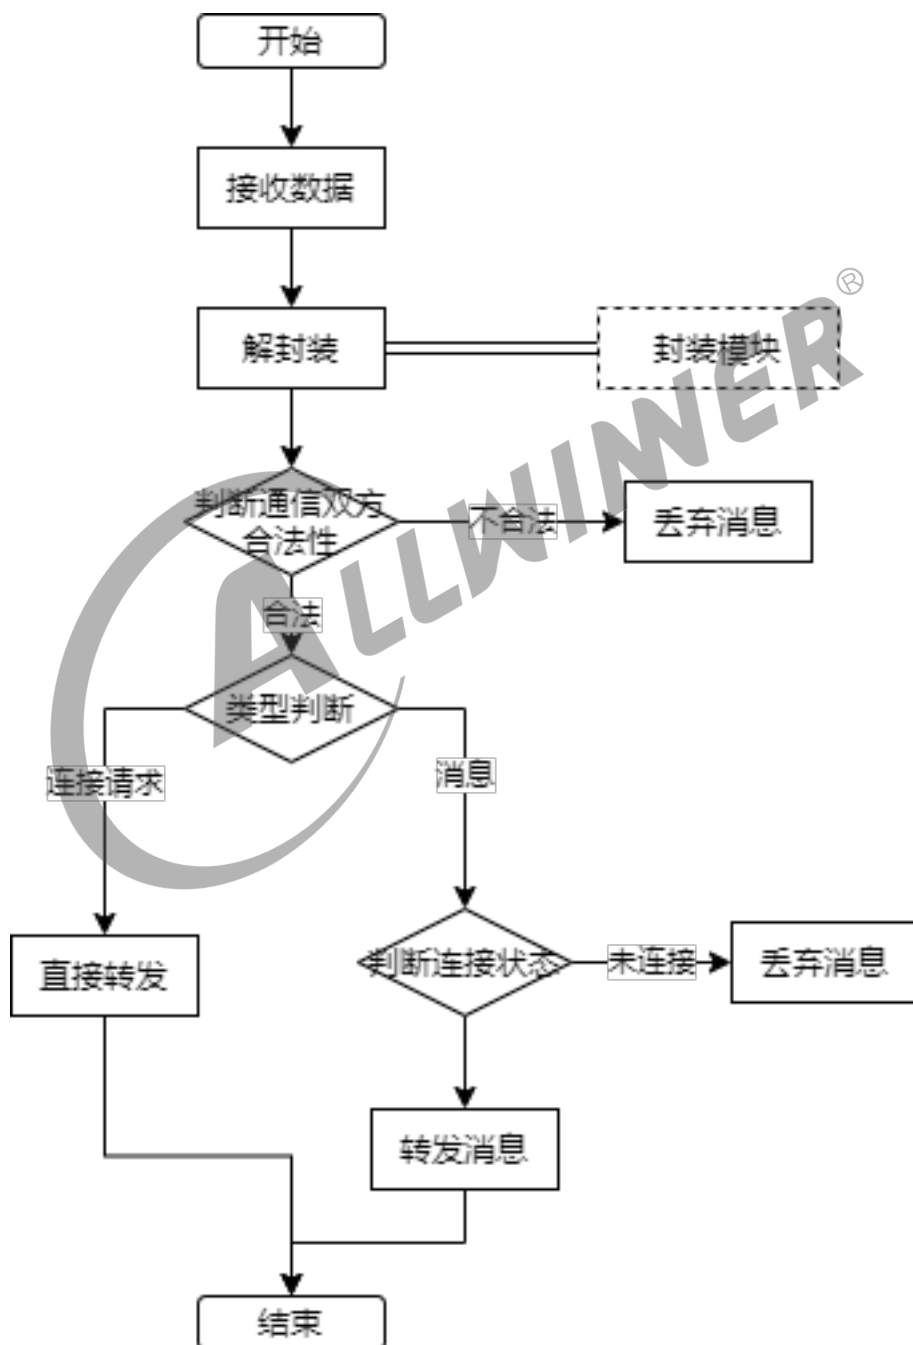 开始
接收数据
解封装
封装模块
®
ALLWINNER
判断通信双方
合法性
不合法
丢弃消息
合法
类型判断
连接请求
消息
直接转发
判断连接状态
未连接
丢弃消息
转发消息
结束